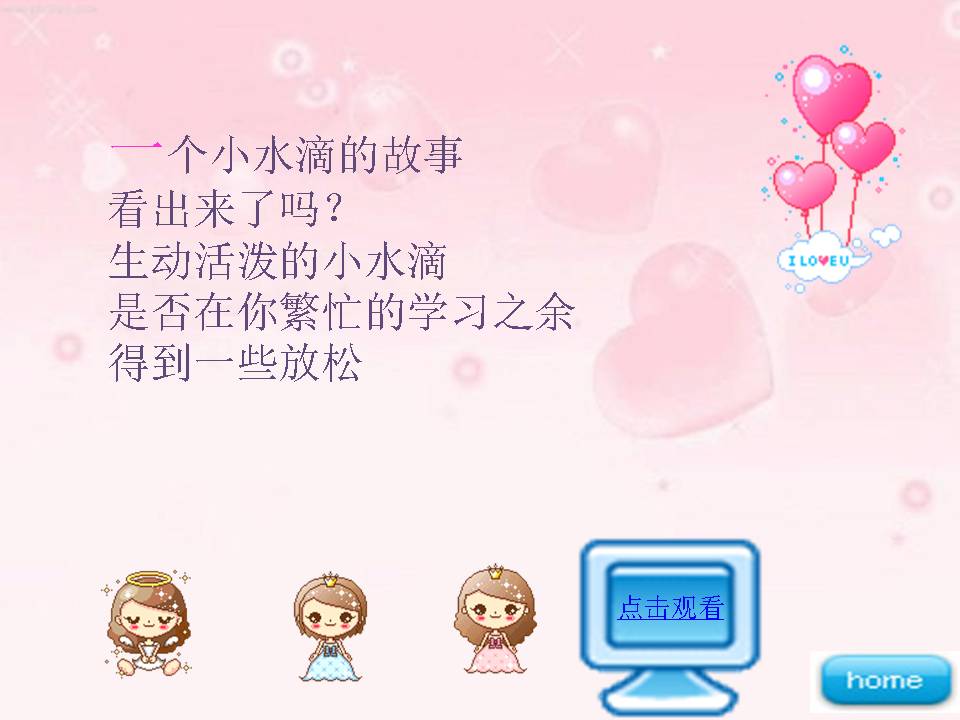 一个小水滴的故事
看出来了吗？
生动活泼的小水滴
是否在你繁忙的学习之余
得到一些放松
I LO♥E U
点击观看
home